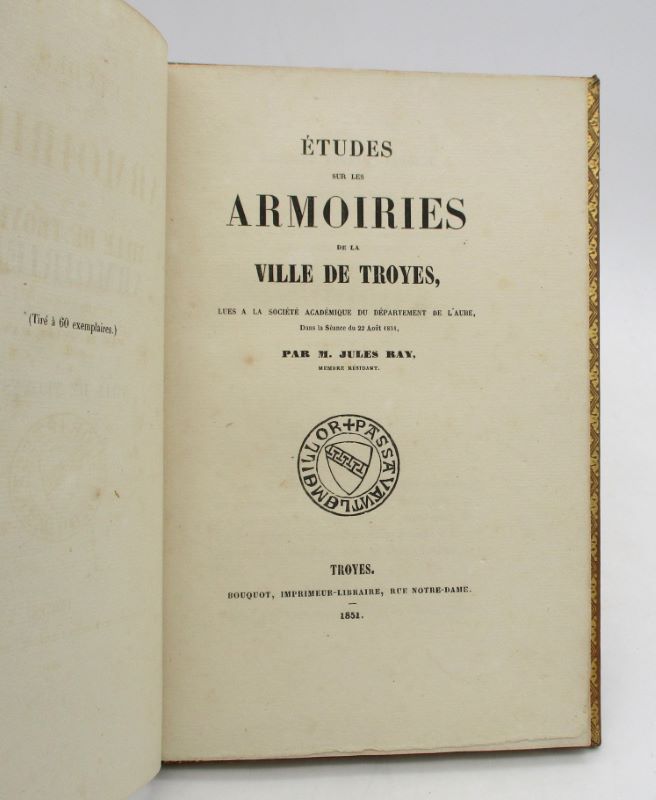 (Tiré à 60 exemplaires.)
ÉTUDES
SUR LES
ARMOIRIES
DE LA
VILLE DE TROYES,
LUES A LA SOCIÉTÉ ACADÉMIQUE DU DÉPARTEMENT DE L'AUBE,
Dans la Séance du 22 Août 1851,
PAR M. JULES RAY,
MEMBRE RÉSIDANT.
+PASSAVANTLAMAILLOR
TROYES.
BOUQUOT, IMPRIMEUR-LIBRAIRE, RUE NOTRE-DAME.
—
1851.